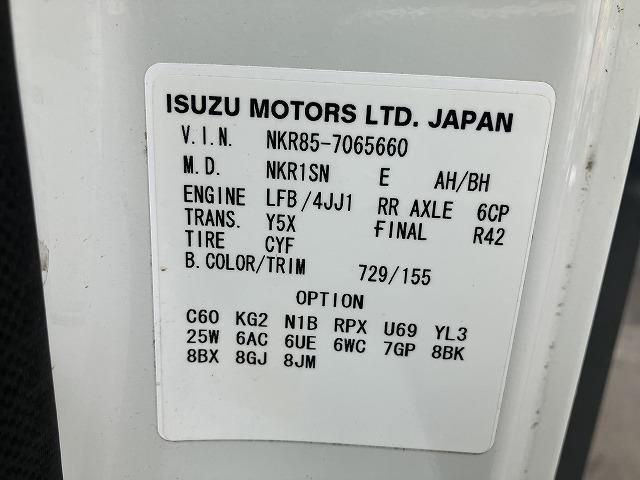 ISUZU MOTORS LTD. JAPAN
V.I.N. NKR85-7065660
M.D. NKR1SN E AH/BH
ENGINE LFB/4JJ1 RR AXLE 6CP
TRANS. Y5X FINAL R42
TIRE CYF
B.COLOR/TRIM 729/155
OPTION
C60 KG2 N1B RPX U69 YL3
25W 6AC 6UE 6WC 7GP 8BK
8BX 8GJ 8JM